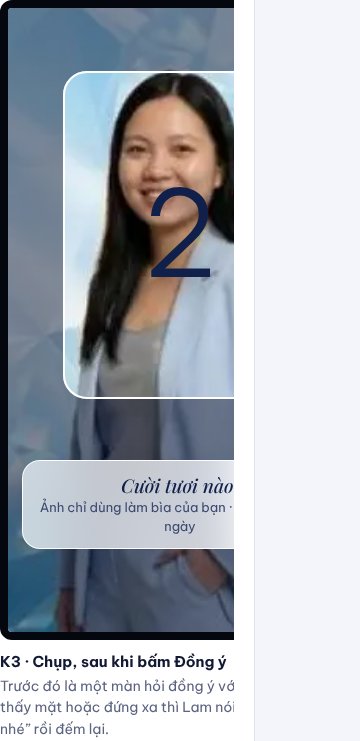 2
Cười tươi nào
Ảnh chỉ dùng làm bìa của bạn ·
ngày
K3 · Chụp, sau khi bấm Đồng ý
Trước đó là một màn hỏi đồng ý vớ
thấy mặt hoặc đứng xa thì Lam nói
nhé” rồi đếm lại.